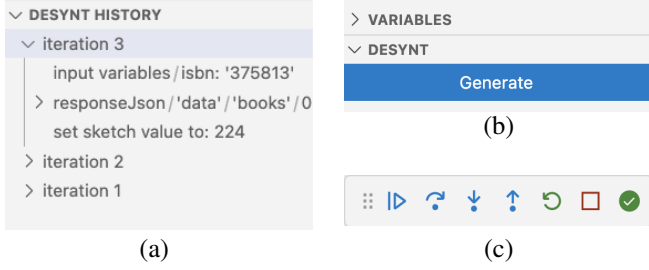 DESYNT HISTORY
iteration 3
input variables/isbn: '375813'
responseJson/'data'/'books'/0
set sketch value to: 224
iteration 2
iteration 1
(a)
VARIABLES
DESYNT
Generate
(b)
(c)